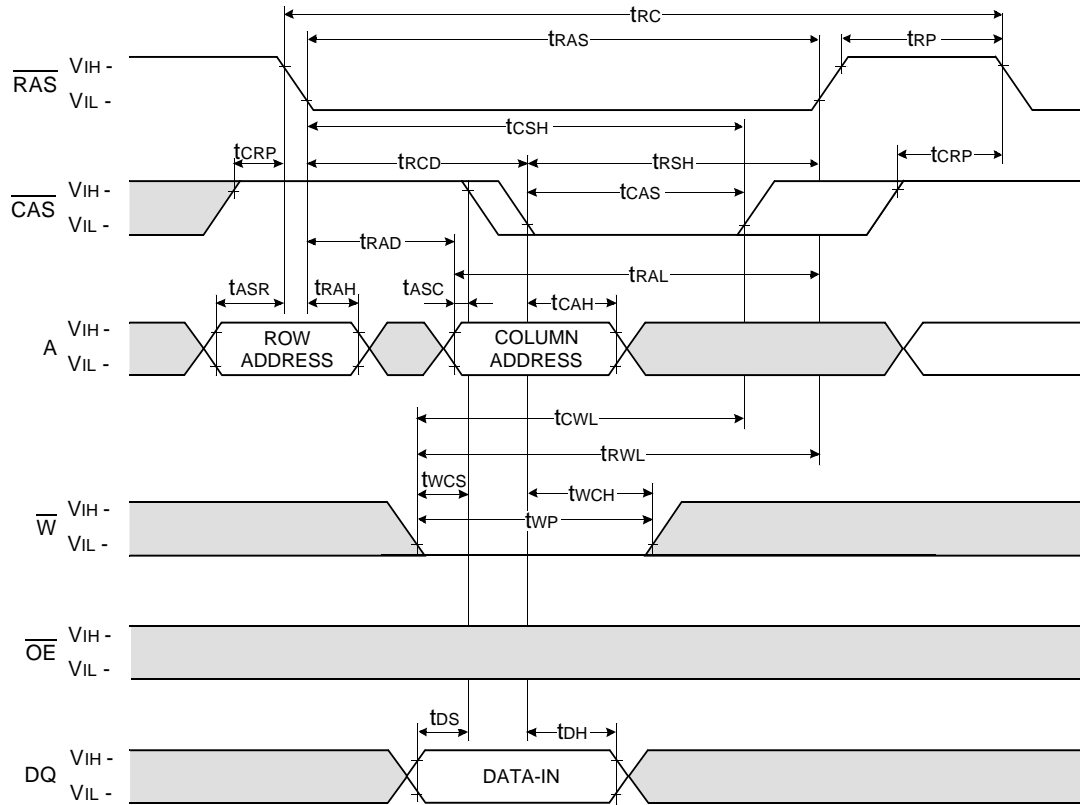 tRC
tRAS tRP
RAS VIH -
VIL -
tCSH
tCRP tRCD tRSH tCRP
CAS VIH -
VIL -
tCAS
tRAD
tRAL
tASR tRAH tASC tCAH
A VIH -
VIL -
ROW
ADDRESS
COLUMN
ADDRESS
tCWL
tRWL
tWCS tWCH
W VIH -
VIL -
tWP
OE VIH -
VIL -
tDS tDH
DQ VIH -
VIL -
DATA-IN